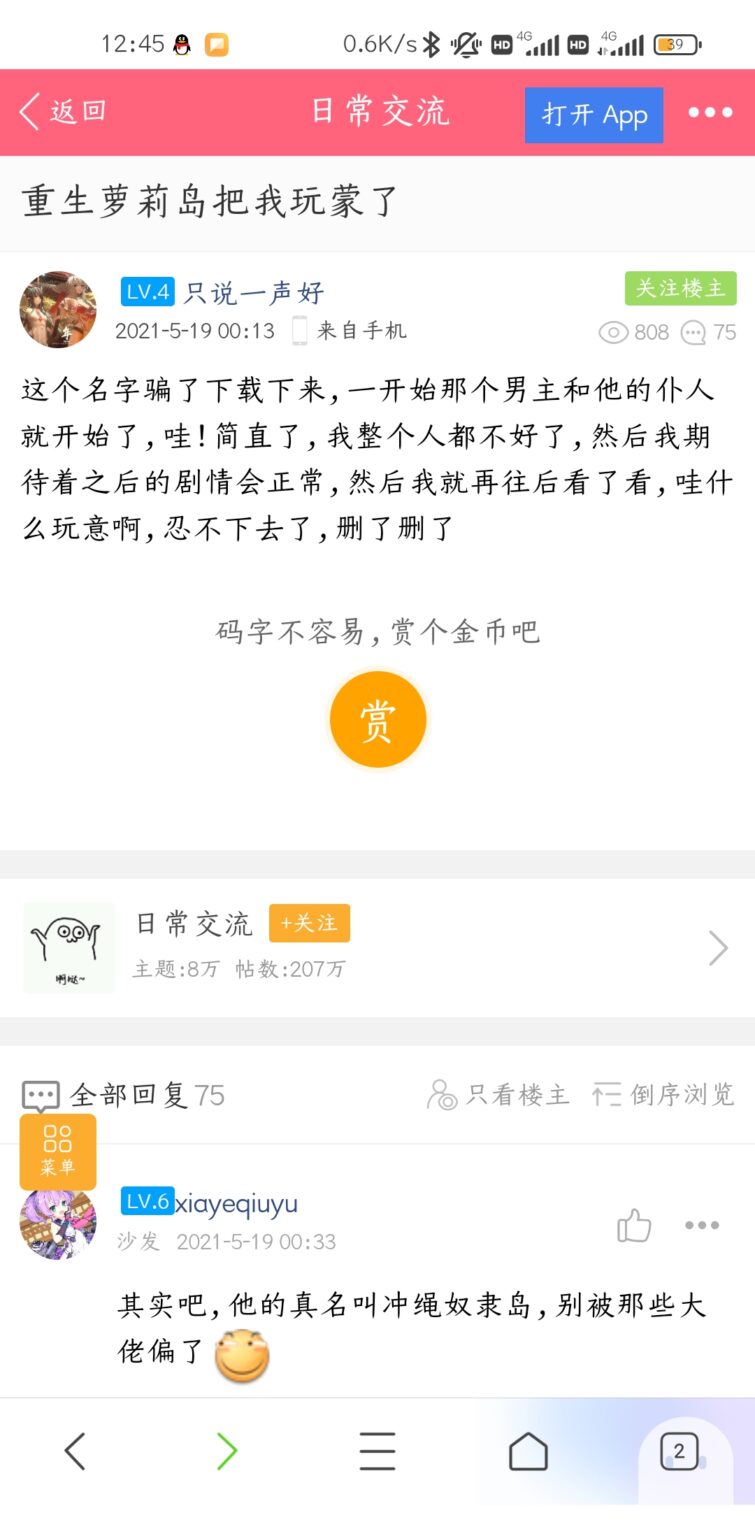 12:45 0.6K/s HD 4G HD 4G 39
返回 日常交流 打开 App
重生萝莉岛把我玩蒙了
LV.4 只说一声好 关注楼主
2021-5-19 00:13 来自手机 808 75
这个名字骗了下载下来,一开始那个男主和他的仆人
就开始了,哇!简直了,我整个人都不好了,然后我期
待着之后的剧情会正常,然后我就再往后看了看,哇什
么玩意啊,忍不下去了,删了删了
码字不容易,赏个金币吧
赏
日常交流 +关注
主题:8万 帖数:207万
啊哒~
全部回复 75 只看楼主 倒序浏览
菜单
LV.6 xiayeqiuyu
沙发 2021-5-19 00:33
其实吧,他的真名叫冲绳奴隶岛,别被那些大
佬偏了
2